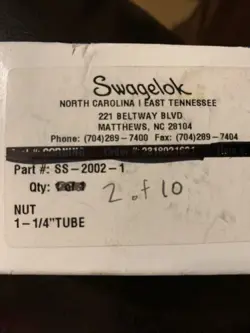 Swagelok
NORTH CAROLINA | EAST TENNESSEE
221 BELTWAY BLVD
MATTHEWS, NC 28104
Phone: (704)289-7400 Fax:(704)289-7404
Part #: SS-2002-1
Qty: 2 of 10
NUT
1-1/4"TUBE